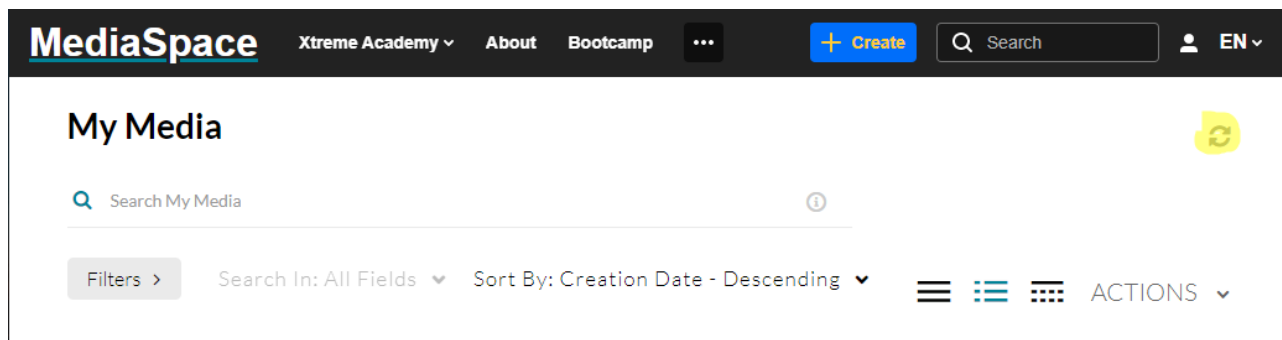 MediaSpace Xtreme Academy About Bootcamp ••• + Create Search EN
My Media
Search My Media
Filters > Search In: All Fields Sort By: Creation Date - Descending ACTIONS